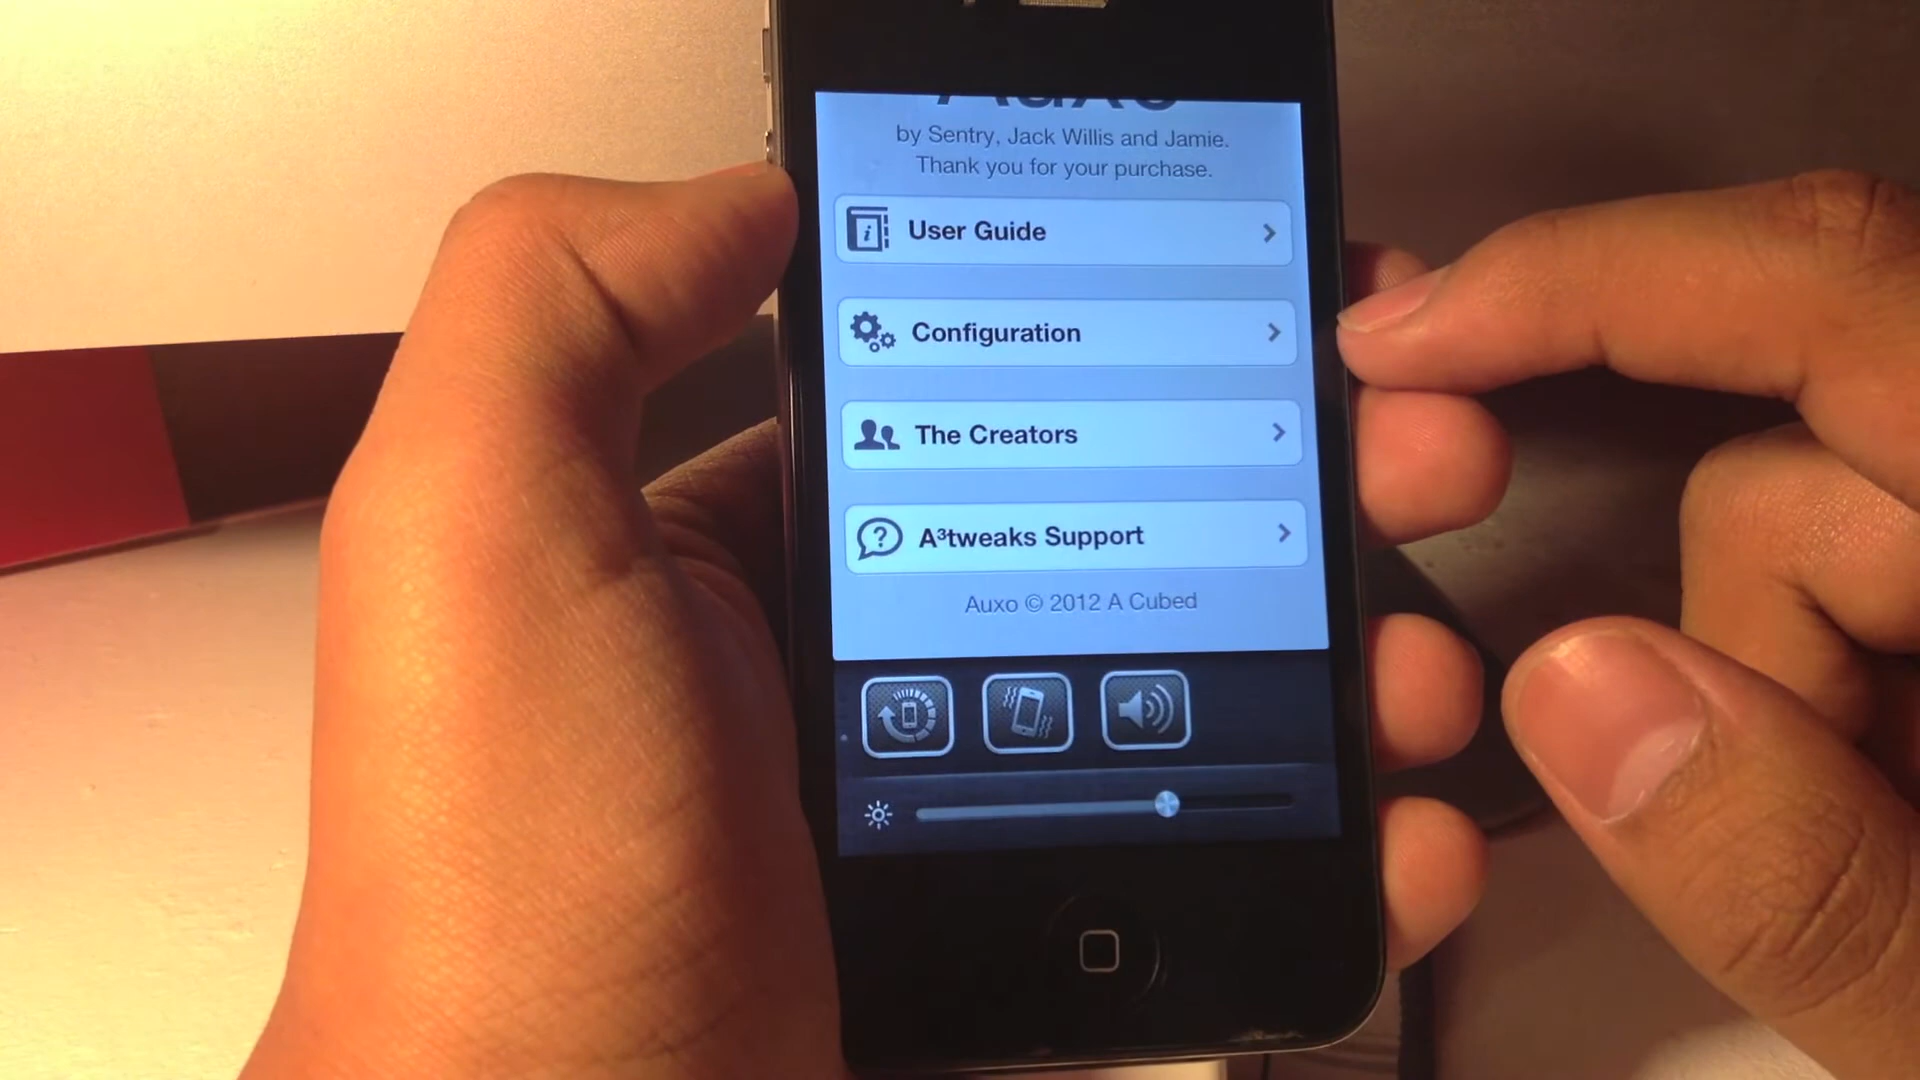 Auxo
by Sentry, Jack Willis and Jamie.
Thank you for your purchase.
User Guide
Configuration
The Creators
A³tweaks Support
Auxo © 2012 A Cubed